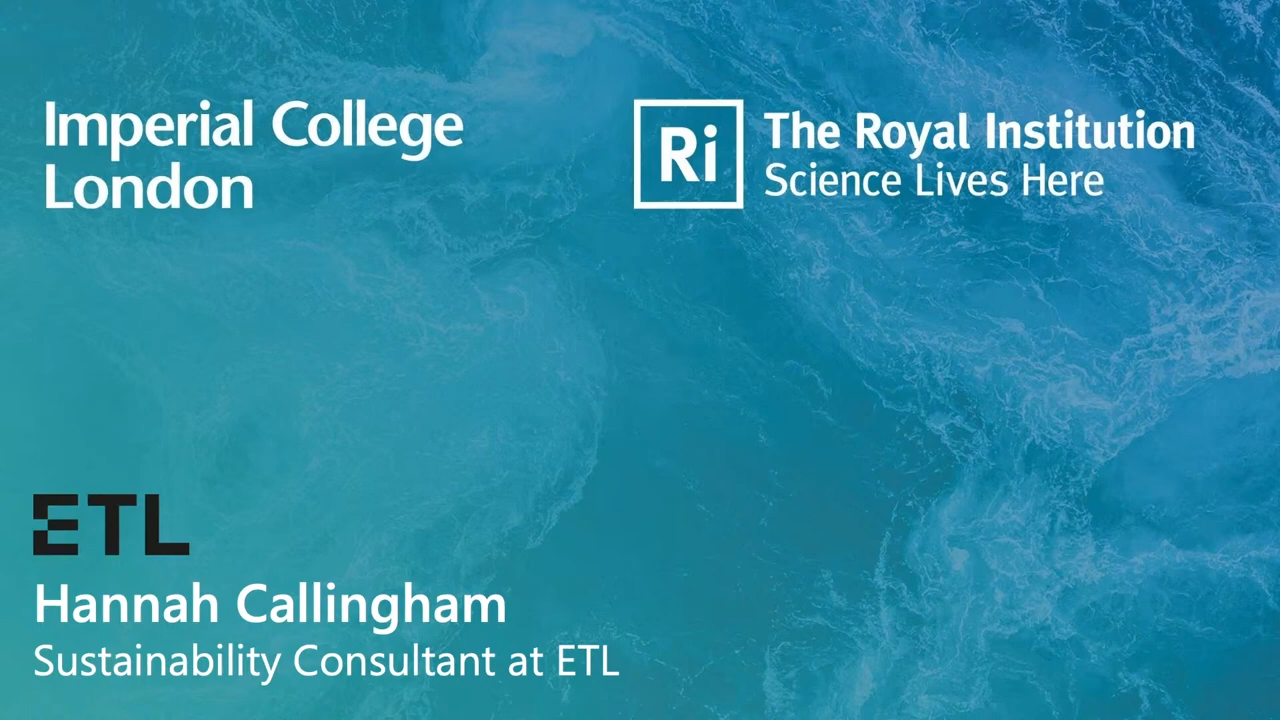 Imperial College
London
Ri
The Royal Institution
Science Lives Here
ETL
Hannah Callingham
Sustainability Consultant at ETL